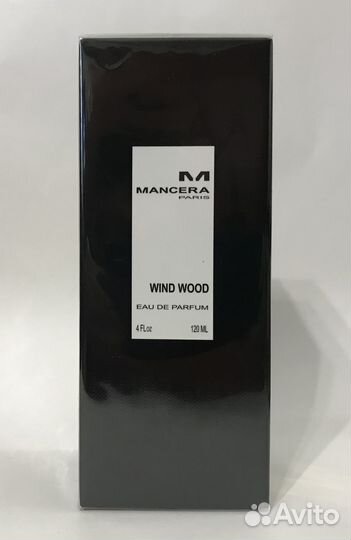 M
MANCERA
PARIS
WIND WOOD
EAU DE PARFUM
4 FLoz 120 ML
Avito